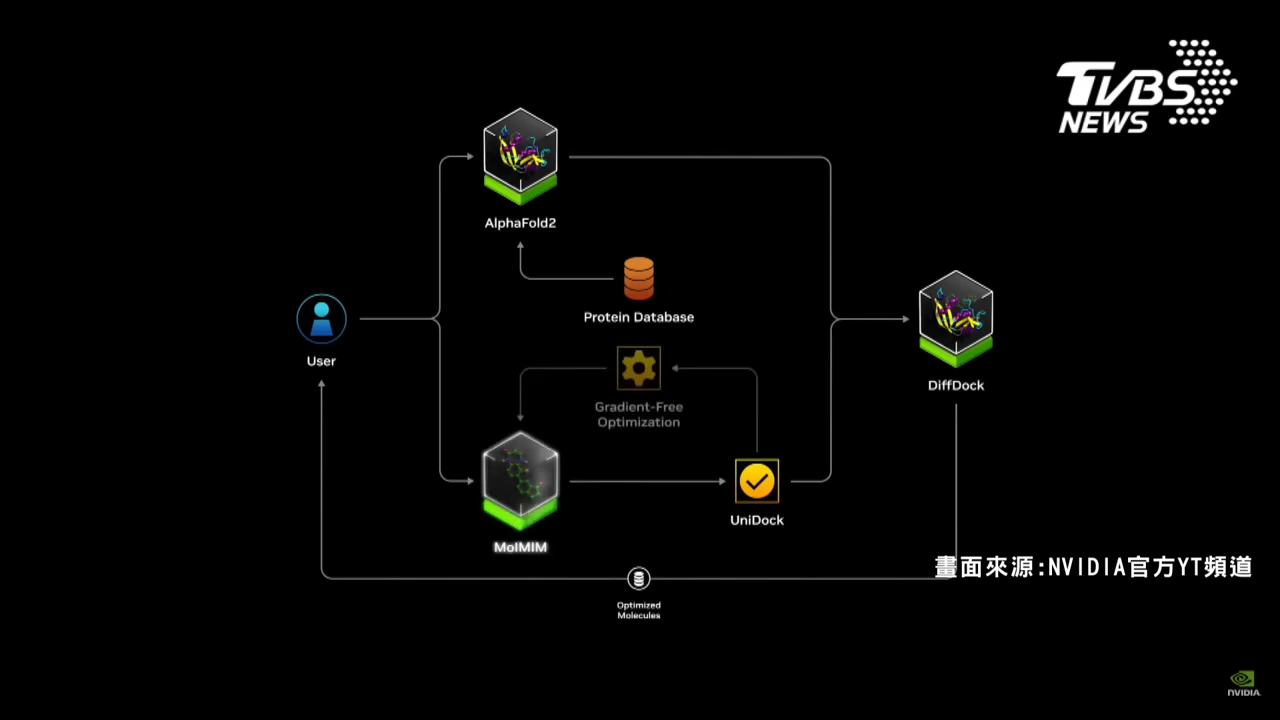 TVBS
NEWS
AlphaFold2
Protein Database
User
DiffDock
Gradient-Free
Optimization
UniDock
MolMIM
畫面來源:NVIDIA官方YT頻道
Optimized
Molecules
NVIDIA